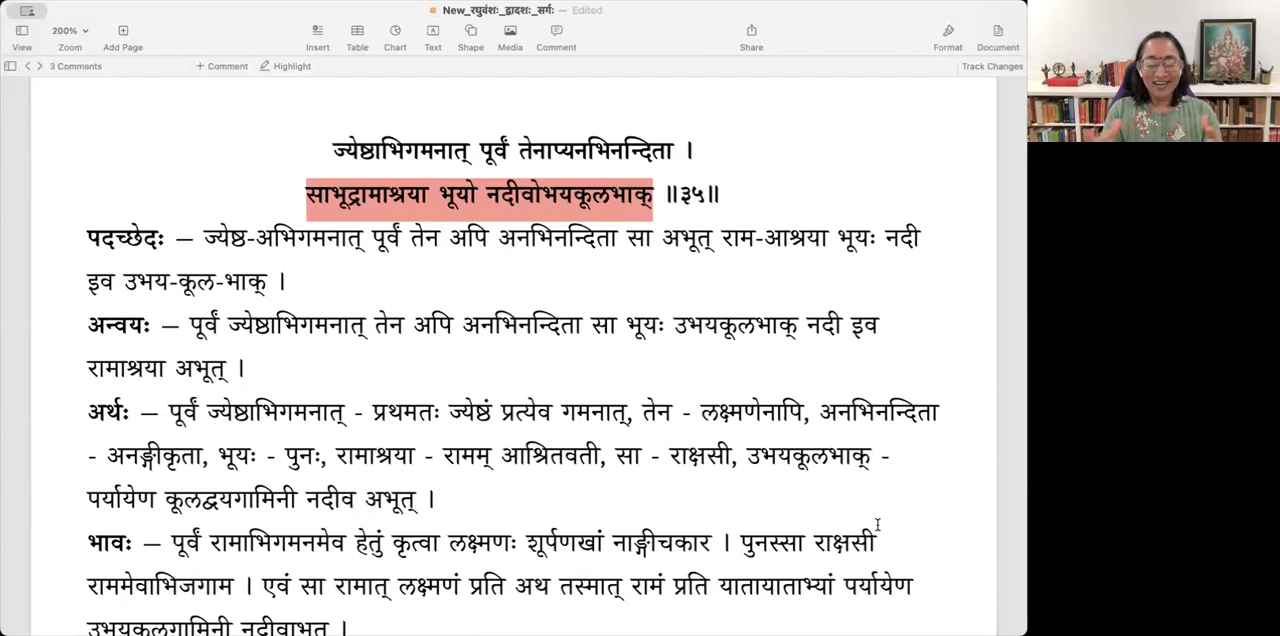 New_रघुवंशः_द्वादशः_सर्गः — Edited
200%
View Zoom Add Page Insert Table Chart Text Shape Media Comment Share Format Document
3 Comments + Comment Highlight Track Changes
ज्येष्ठाभिगमनात् पूर्वं तेनाप्यनभिनन्दिता ।
साभूद्रामाश्रया भूयो नदीवोभयकूलभाक् ॥३५॥
पदच्छेदः — ज्येष्ठ-अभिगमनात् पूर्वं तेन अपि अनभिनन्दिता सा अभूत् राम-आश्रया भूयः नदी
इव उभय-कूल-भाक् ।
अन्वयः — पूर्वं ज्येष्ठाभिगमनात् तेन अपि अनभिनन्दिता सा भूयः उभयकूलभाक् नदी इव
रामाश्रया अभूत् ।
अर्थः — पूर्वं ज्येष्ठाभिगमनात् - प्रथमतः ज्येष्ठं प्रत्येव गमनात्, तेन - लक्ष्मणेनापि, अनभिनन्दिता
- अनङ्गीकृता, भूयः - पुनः, रामाश्रया - रामम् आश्रितवती, सा - राक्षसी, उभयकूलभाक् -
पर्यायेण कूलद्वयगामिनी नदीव अभूत् ।
भावः — पूर्वं रामाभिगमनमेव हेतुं कृत्वा लक्ष्मणः शूर्पणखां नाङ्गीचकार । पुनस्सा राक्षसी
राममेवाभिजगाम । एवं सा रामात् लक्ष्मणं प्रति अथ तस्मात् रामं प्रति यातायाताभ्यां पर्यायेण
उभयकूलगामिनी नदीवाभूत् ।